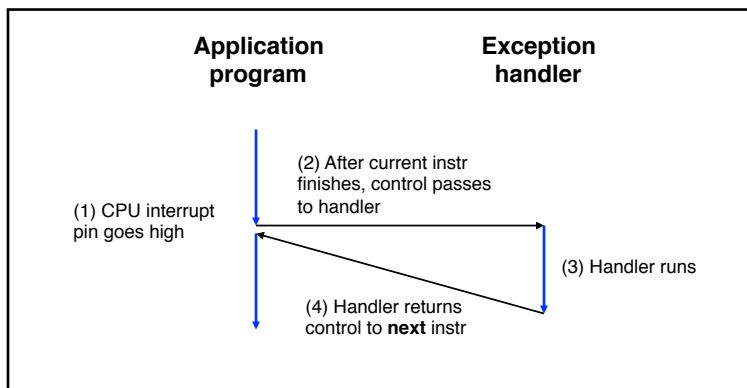 Application
program
Exception
handler
(1) CPU interrupt
pin goes high
(2) After current instr
finishes, control passes
to handler
(3) Handler runs
(4) Handler returns
control to next instr